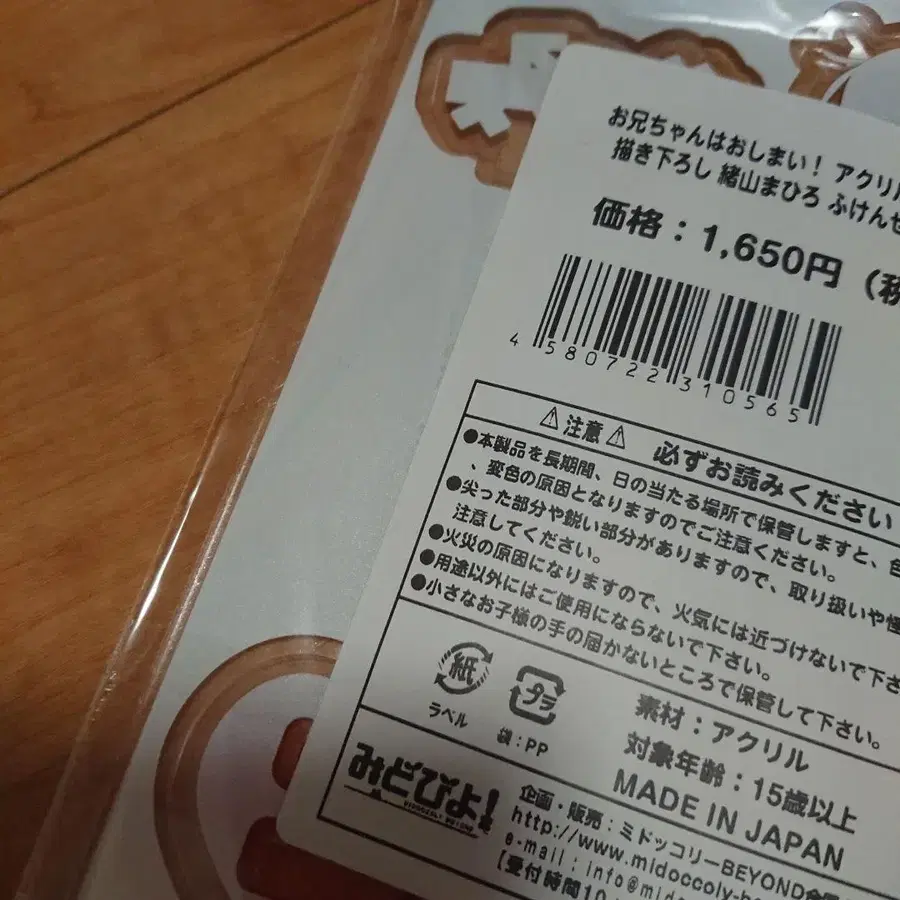 お兄ちゃんはおしまい！ アクリル
描き下ろし 緒山まひろ ふけんせ
価格：1,650円（税
4 580722 310565
⚠注意⚠ 必ずお読みください
●本製品を長期間、日の当たる場所で保管しますと、色
、変色の原因となりますのでご注意ください。
●尖った部分や鋭い部分がありますので、取り扱いや怪
注意してください。
●火災の原因になりますので、火気には近づけないで下さ
●用途以外にはご使用にならないで下さい。
●小さなお子様の手の届かないところで保管して下さい。
紙
ラベル
プラ
袋：PP
素材：アクリル
対象年齢：15歳以上
MADE IN JAPAN
みどぴよ！
MIDOCCOLY BEYOND
企画・販売：ミドッコリーBEYOND合同
http://www.midoccoly-b
e-mail：info@midoc
【受付時間10